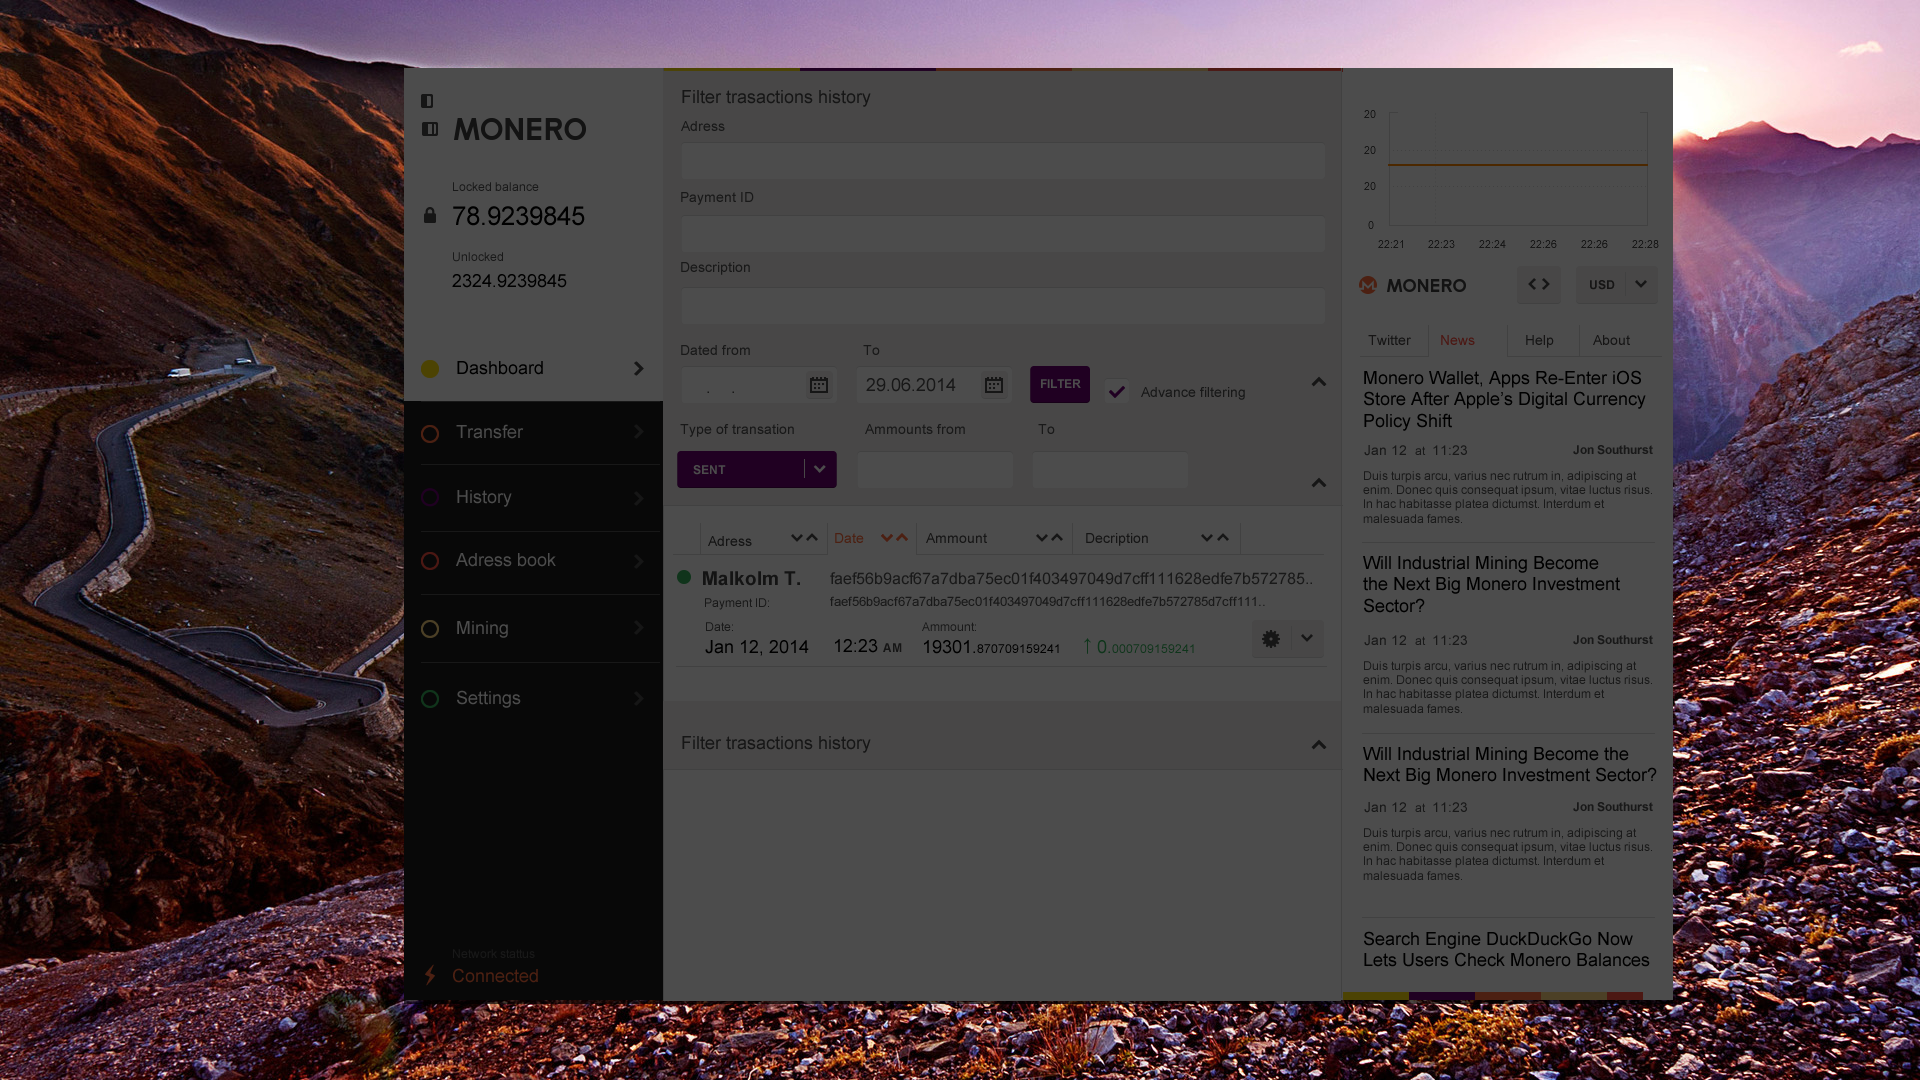 MONERO
Locked balance
78.9239845
Unlocked
2324.9239845
Dashboard
Transfer
History
Adress book
Mining
Settings
Network stattus
Connected
Filter trasactions history
Adress
Payment ID
Description
Dated from To
. . 29.06.2014 FILTER Advance filtering
Type of transation Ammounts from To
SENT
Adress Date Ammount Decription
Malkolm T. faef56b9acf67a7dba75ec01f403497049d7cff111628edfe7b572785..
Payment ID: faef56b9acf67a7dba75ec01f403497049d7cff111628edfe7b572785d7cff111..
Date: Ammount:
Jan 12, 2014 12:23 AM 19301.870709159241 ↑ 0.000709159241
Filter trasactions history
20
20
20
0
22:21 22:23 22:24 22:26 22:26 22:28
MONERO < > USD
Twitter News Help About
Monero Wallet, Apps Re-Enter iOS
Store After Apple's Digital Currency
Policy Shift
Jan 12 at 11:23 Jon Southurst
Duis turpis arcu, varius nec rutrum in, adipiscing at
enim. Donec quis consequat ipsum, vitae luctus risus.
In hac habitasse platea dictumst. Interdum et
malesuada fames.
Will Industrial Mining Become
the Next Big Monero Investment
Sector?
Jan 12 at 11:23 Jon Southurst
Duis turpis arcu, varius nec rutrum in, adipiscing at
enim. Donec quis consequat ipsum, vitae luctus risus.
In hac habitasse platea dictumst. Interdum et
malesuada fames.
Will Industrial Mining Become the
Next Big Monero Investment Sector?
Jan 12 at 11:23 Jon Southurst
Duis turpis arcu, varius nec rutrum in, adipiscing at
enim. Donec quis consequat ipsum, vitae luctus risus.
In hac habitasse platea dictumst. Interdum et
malesuada fames.
Search Engine DuckDuckGo Now
Lets Users Check Monero Balances